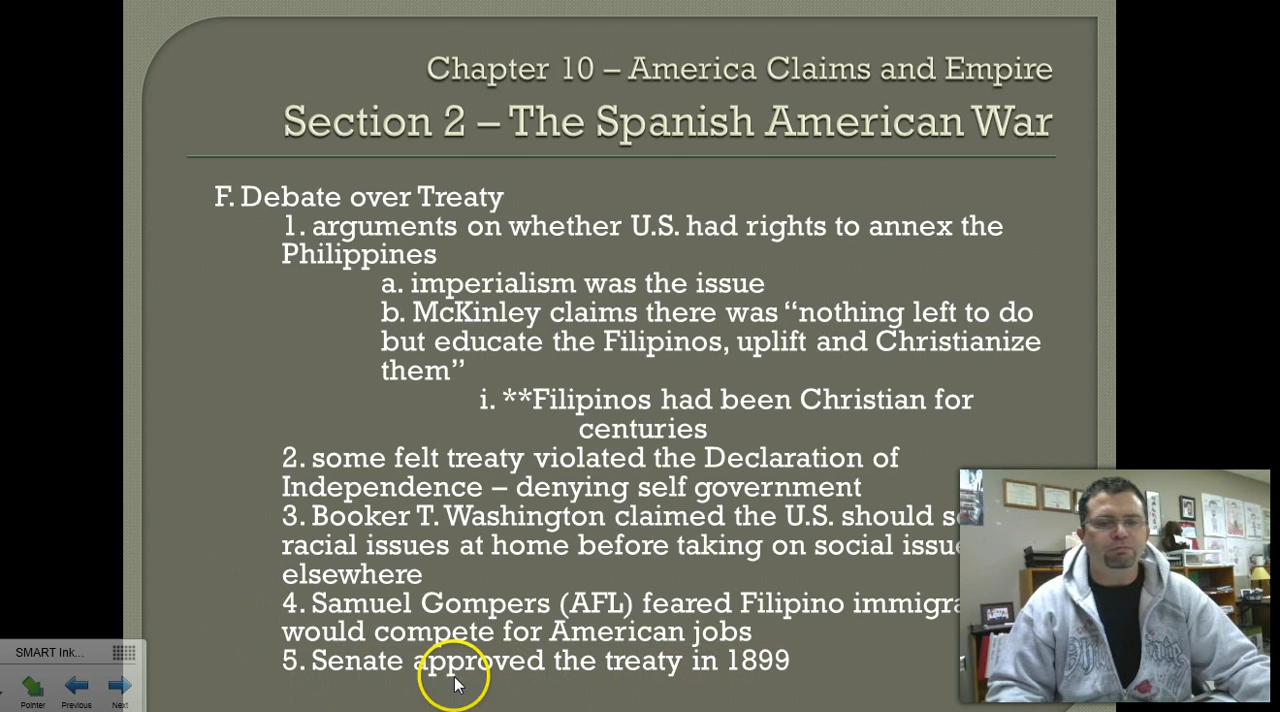 Chapter 10 – America Claims and Empire
Section 2 – The Spanish American War
F. Debate over Treaty
1. arguments on whether U.S. had rights to annex the
Philippines
a. imperialism was the issue
b. McKinley claims there was “nothing left to do
but educate the Filipinos, uplift and Christianize
them”
i. **Filipinos had been Christian for
centuries
2. some felt treaty violated the Declaration of
Independence – denying self government
3. Booker T. Washington claimed the U.S. should
racial issues at home before taking on social
elsewhere
4. Samuel Gompers (AFL) feared Filipino
would compete for American jobs
5. Senate approved the treaty in 1899
SMART Ink...
Pointer Previous Next